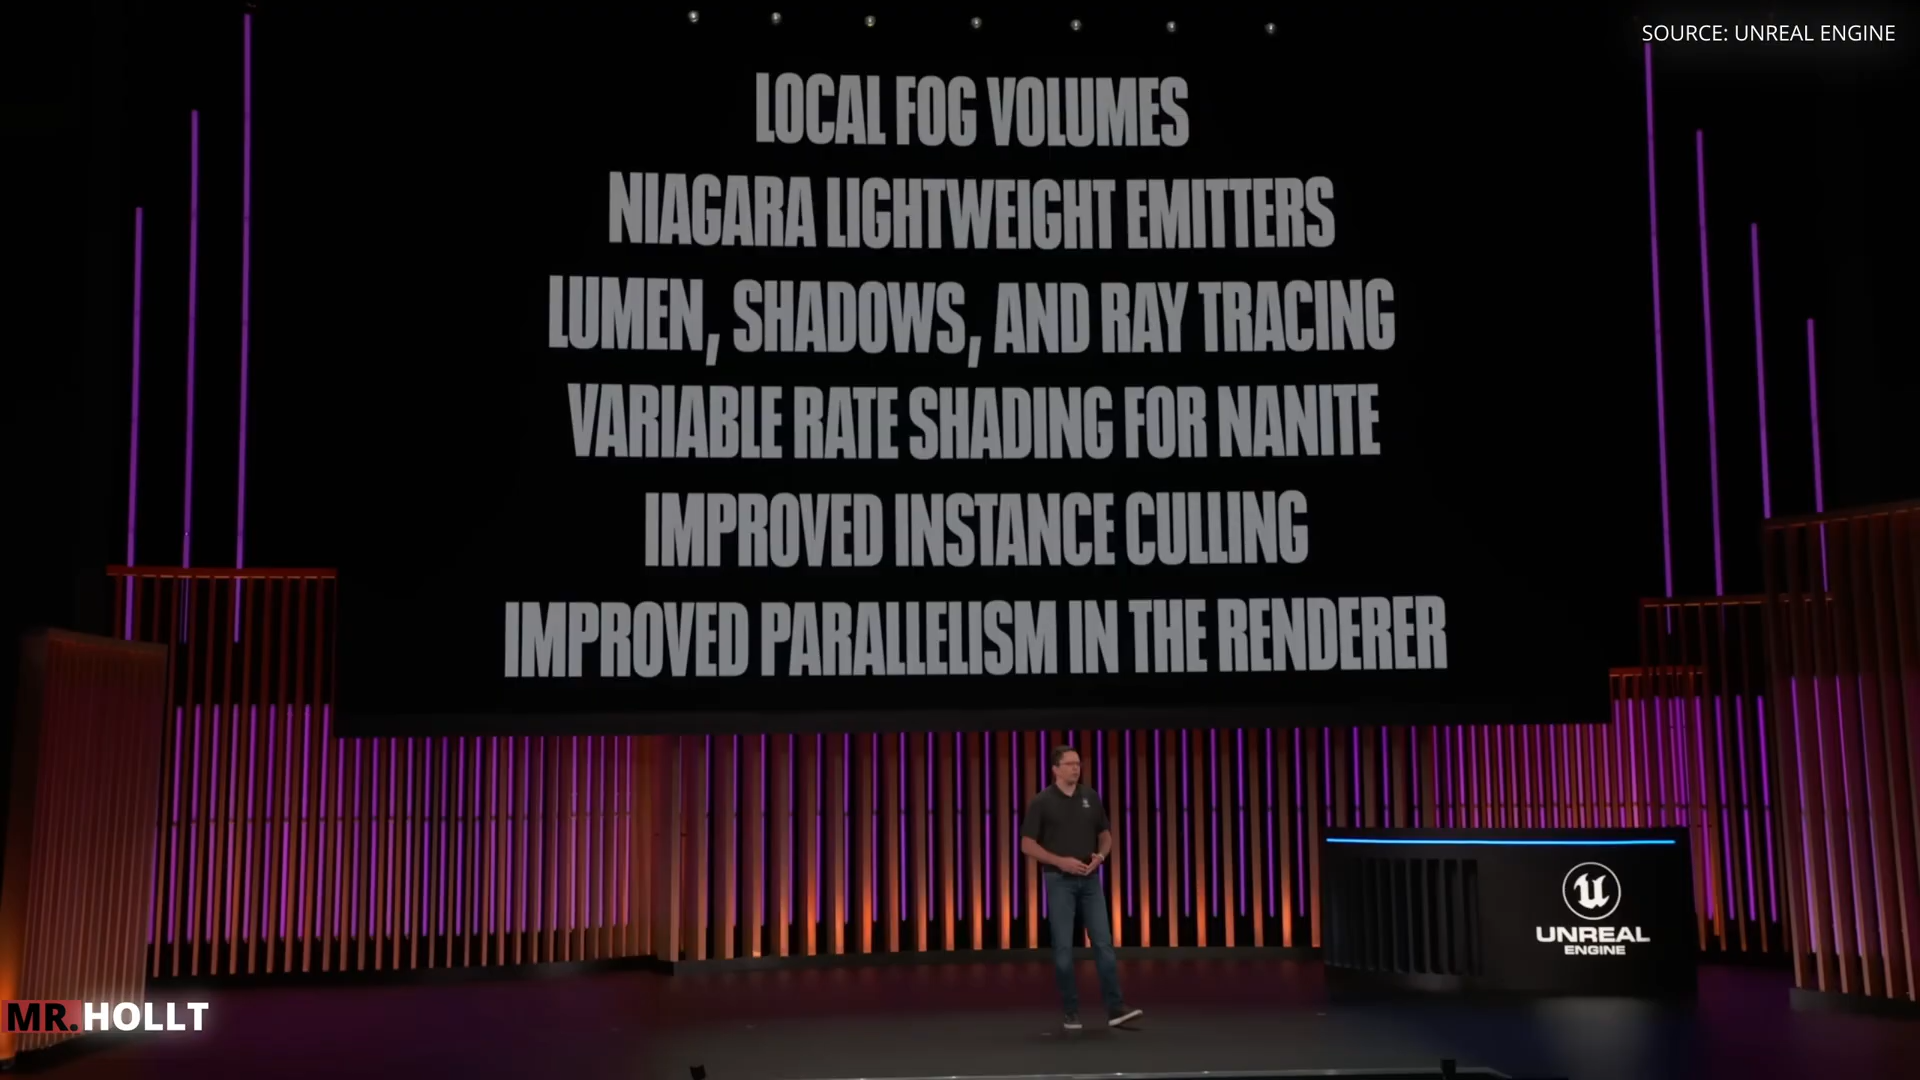 SOURCE: UNREAL ENGINE
LOCAL FOG VOLUMES
NIAGARA LIGHTWEIGHT EMITTERS
LUMEN, SHADOWS, AND RAY TRACING
VARIABLE RATE SHADING FOR NANITE
IMPROVED INSTANCE CULLING
IMPROVED PARALLELISM IN THE RENDERER
UNREAL
ENGINE
MR.HOLLT